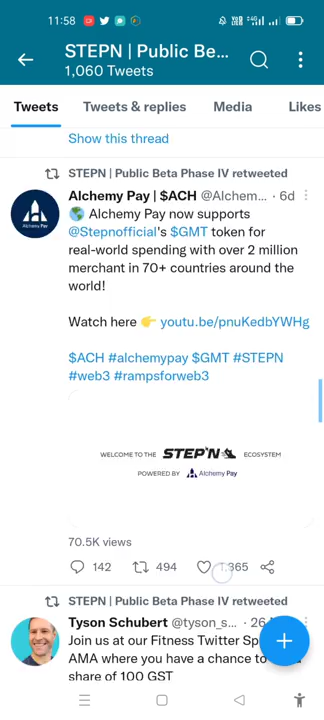 11:58
STEPN | Public Be...
1,060 Tweets
Tweets Tweets & replies Media Likes
Show this thread
STEPN | Public Beta Phase IV retweeted
Alchemy Pay | $ACH @Alchem... · 6d
🌎 Alchemy Pay now supports
@Stepnofficial's $GMT token for
real-world spending with over 2 million
merchant in 70+ countries around the
world!
Watch here 👉 youtu.be/pnuKedbYWHg
$ACH #alchemypay $GMT #STEPN
#web3 #rampsforweb3
Alchemy Pay
WELCOME TO THE STEPN ECOSYSTEM
POWERED BY Alchemy Pay
70.5K views
142 494 1,365
STEPN | Public Beta Phase IV retweeted
Tyson Schubert @tyson_s... · 26
Join us at our Fitness Twitter Sp
AMA where you have a chance to
share of 100 GST